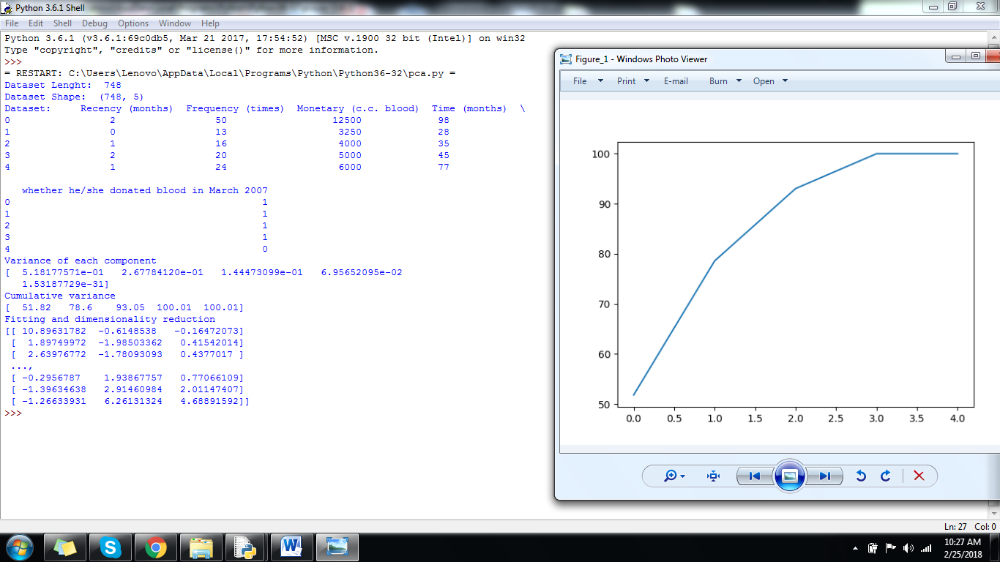 Python 3.6.1 Shell
File Edit Shell Debug Options Window Help
Python 3.6.1 (v3.6.1:69c0db5, Mar 21 2017, 17:54:52) [MSC v.1900 32 bit (Intel)] on win32
Type "copyright", "credits" or "license()" for more information.
>>>
= RESTART: C:\Users\Lenovo\AppData\Local\Programs\Python\Python36-32\pca.py =
Dataset Lenght:  748
Dataset Shape:  (748, 5)
Dataset:     Recency (months)  Frequency (times)  Monetary (c.c. blood)  Time (months)  \
0                 2                 50                  12500             98
1                 0                 13                   3250             28
2                 1                 16                   4000             35
3                 2                 20                   5000             45
4                 1                 24                   6000             77
   whether he/she donated blood in March 2007
0                                           1
1                                           1
2                                           1
3                                           1
4                                           0
Variance of each component
[  5.18177571e-01   2.67784120e-01   1.44473099e-01   6.95652095e-02
   1.53187729e-31]
Cumulative variance
[  51.82   78.6    93.05  100.01  100.01]
Fitting and dimensionality reduction
[[ 10.89631782  -0.6148538   -0.16472073]
 [  1.89749972  -1.98503362   0.41542014]
 [  2.63976772  -1.78093093   0.4377017 ]
 ...,
 [ -0.2956787    1.93867757   0.77066109]
 [ -1.39634638   2.91460984   2.01147407]
 [ -1.26633931   6.26131324   4.68891592]]
>>>
Figure_1 - Windows Photo Viewer
File Print E-mail Burn Open
100
90
80
70
60
50
0.0 0.5 1.0 1.5 2.0 2.5 3.0 3.5 4.0
Ln: 27 Col: 0
10:27 AM
2/25/2018